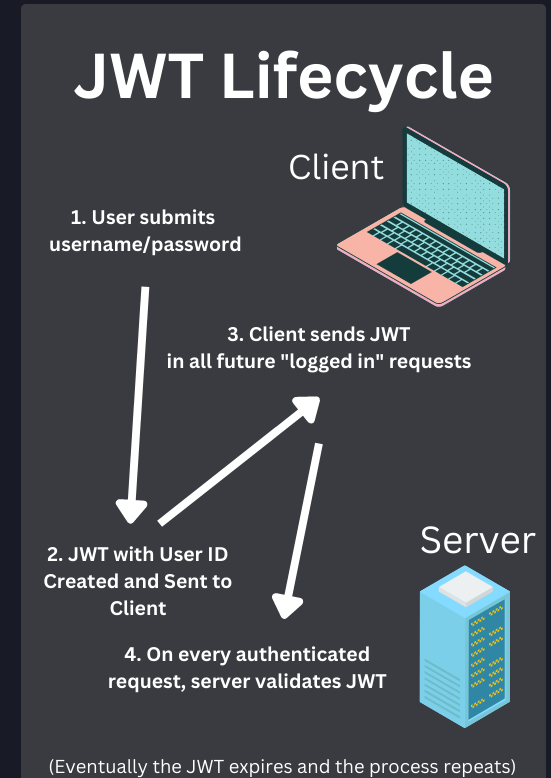 JWT Lifecycle
Client
1. User submits
username/password
3. Client sends JWT
in all future "logged in" requests
Server
2. JWT with User ID
Created and Sent to
Client
4. On every authenticated
request, server validates JWT
(Eventually the JWT expires and the process repeats)